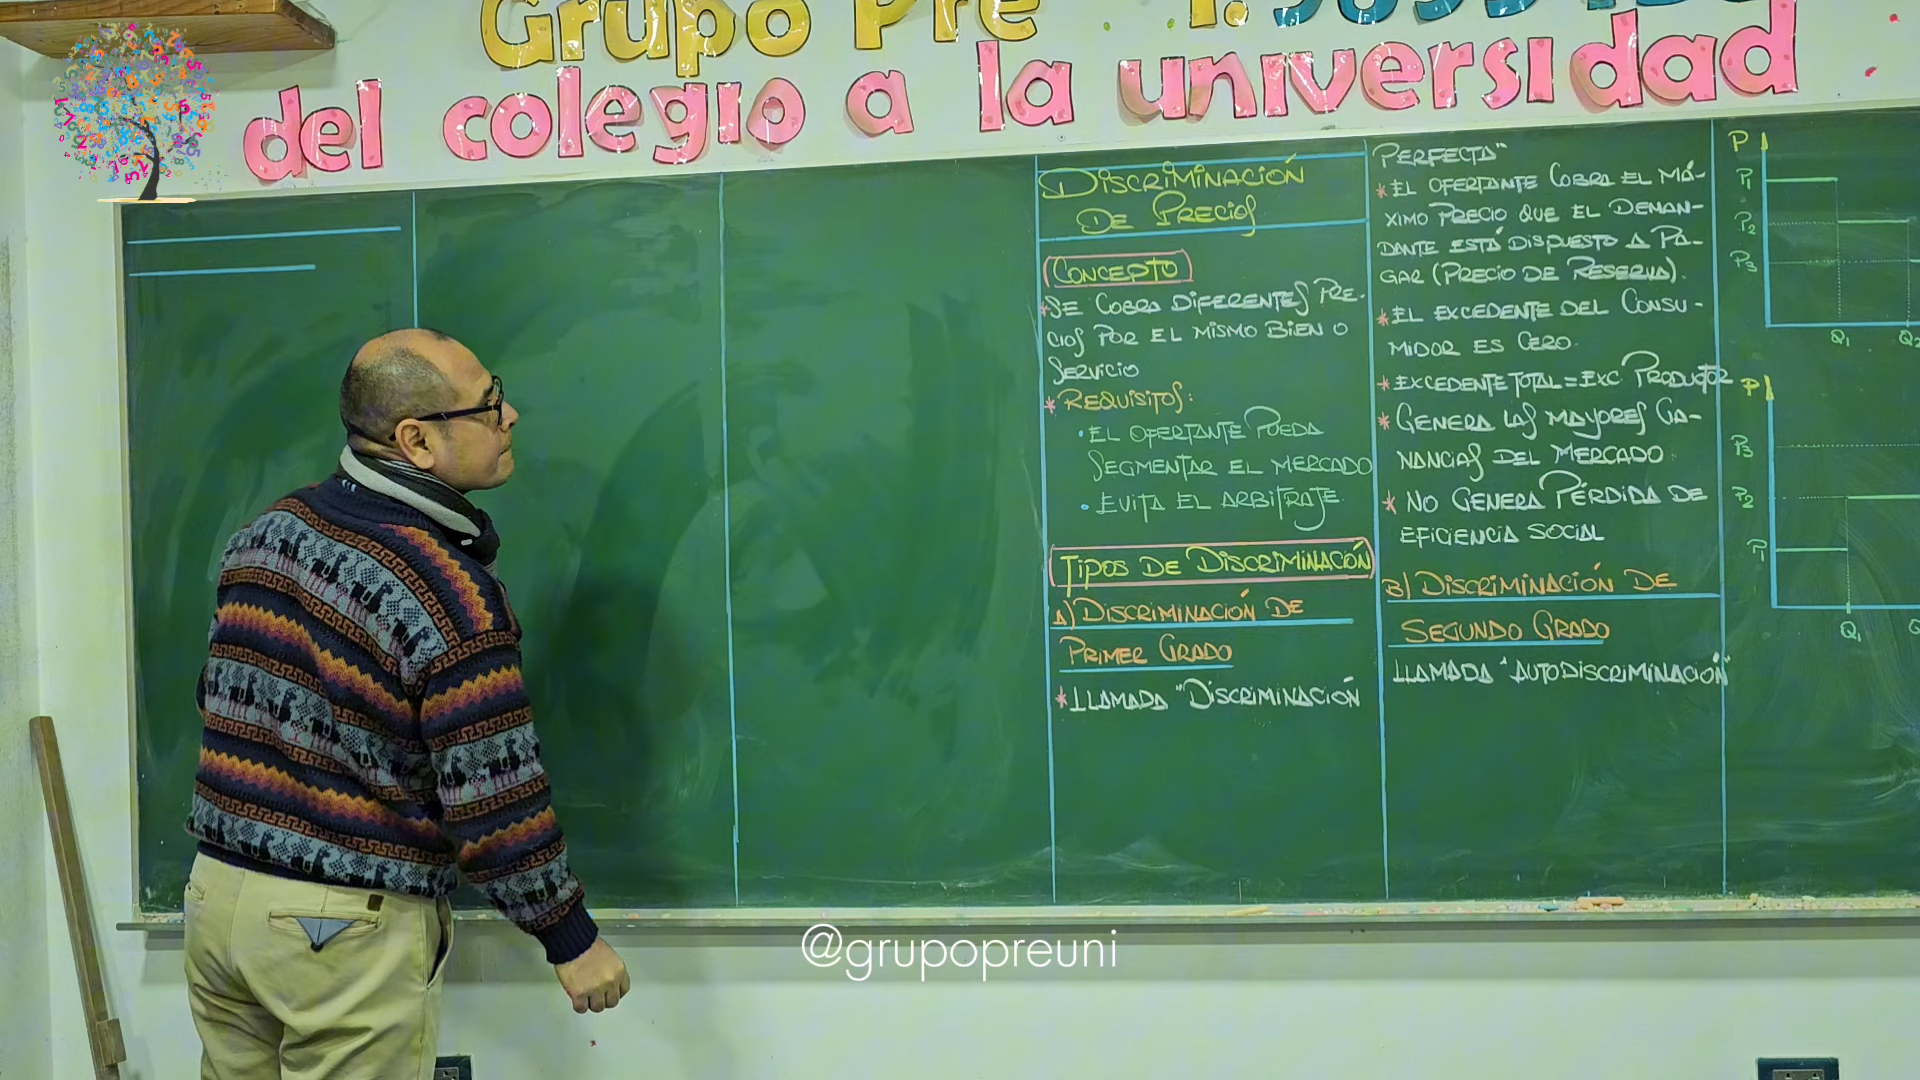 Grupo Pre
del colegio a la universidad
DISCRIMINACIÓN
DE PRECIOS
CONCEPTO
*SE COBRA DIFERENTES PRE-
CIOS POR EL MISMO BIEN O
SERVICIO
* REQUISITOS:
• EL OFERTANTE PUEDA
SEGMENTAR EL MERCADO
• EVITA EL ARBITRAJE
TIPOS DE DISCRIMINACIÓN
A) DISCRIMINACIÓN DE
PRIMER GRADO
*LLAMADA "DISCRIMINACIÓN
PERFECTA"
*EL OFERTANTE COBRA EL MÁ-
XIMO PRECIO QUE EL DEMAN-
DANTE ESTÁ DISPUESTO A PA-
GAR (PRECIO DE RESERVA).
*EL EXCEDENTE DEL CONSU-
MIDOR ES CERO.
*EXCEDENTE TOTAL = EXC PRODUCTOR
*GENERA LAS MAYORES GA-
NANCIAS DEL MERCADO.
* NO GENERA PÉRDIDA DE
EFICIENCIA SOCIAL
B) DISCRIMINACIÓN DE
SEGUNDO GRADO
LLAMADA "AUTODISCRIMINACIÓN"
P
P1
P2
P3
Q1
Q2
P
P3
P2
P1
Q1
@grupopreuni